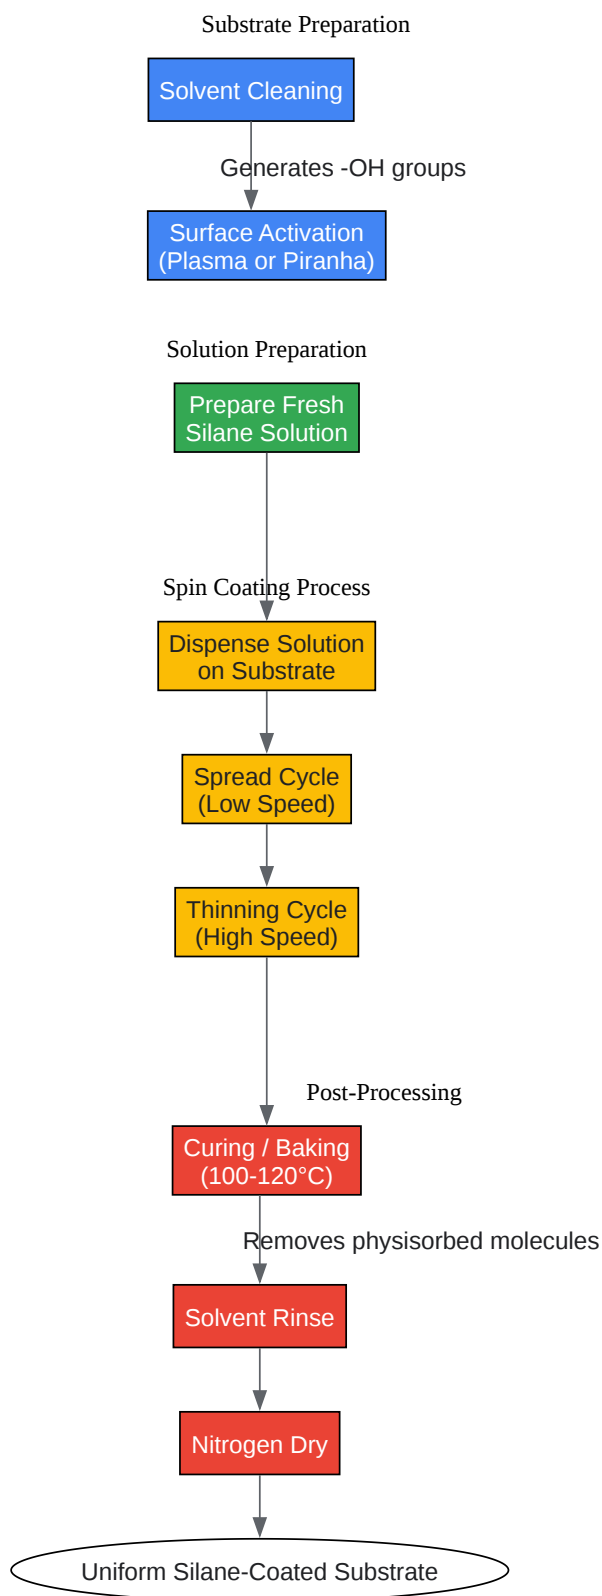 Substrate Preparation
Solvent Cleaning
Generates -OH groups
Surface Activation
(Plasma or Piranha)
Solution Preparation
Prepare Fresh
Silane Solution
Spin Coating Process
Dispense Solution
on Substrate
Spread Cycle
(Low Speed)
Thinning Cycle
(High Speed)
Post-Processing
Curing / Baking
(100-120°C)
Removes physisorbed molecules
Solvent Rinse
Nitrogen Dry
Uniform Silane-Coated Substrate